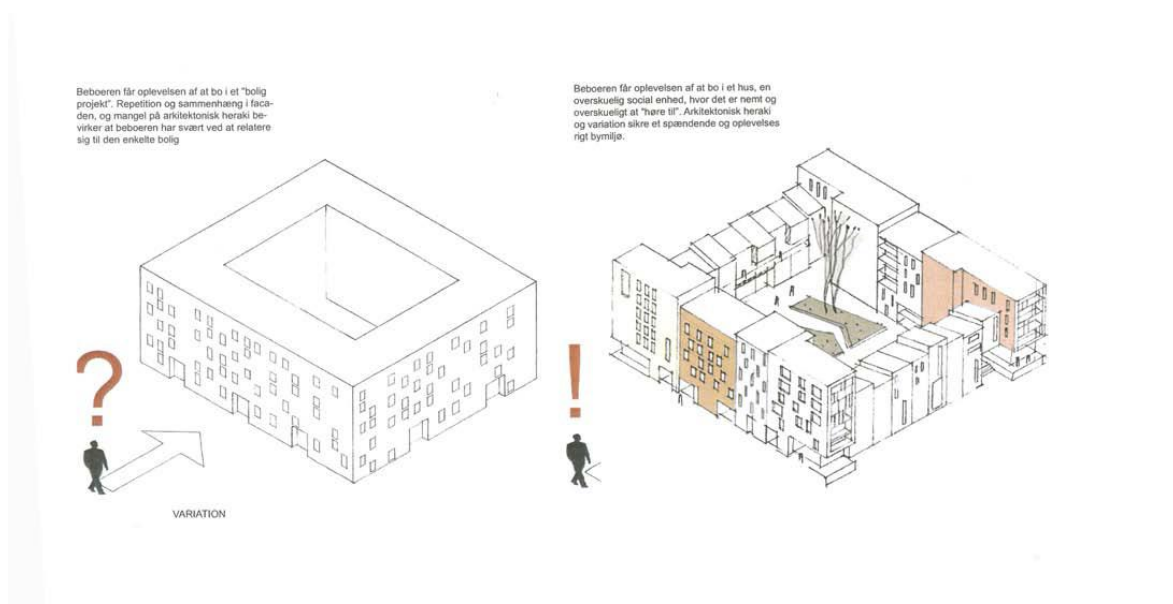 Beboeren får oplevelsen af at bo i et "bolig
projekt". Repetition og sammenhæng i faca-
den, og mangel på arkitektonisk heraki be-
virker at beboeren har svært ved at relatere
sig til den enkelte bolig
?
VARIATION
Beboeren får oplevelsen af at bo i et hus, en
overskuelig social enhed, hvor det er nemt og
overskueligt at "høre til". Arkitektonisk heraki
og variation sikre et spændende og oplevelses
rigt bymiljø.
!